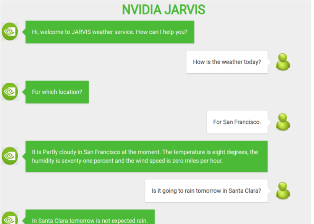 NVIDIA JARVIS
Hi, welcome to JARVIS weather service. How can I help you?
How is the weather today?
For which location?
For San Francisco.
It is Partly cloudy in San Francisco at the moment. The temperature is eight degrees, the
humidity is seventy one percent and the wind speed is zero miles per hour.
Is it going to rain tomorrow in Santa Clara?
In Santa Clara tomorrow is not expected rain.